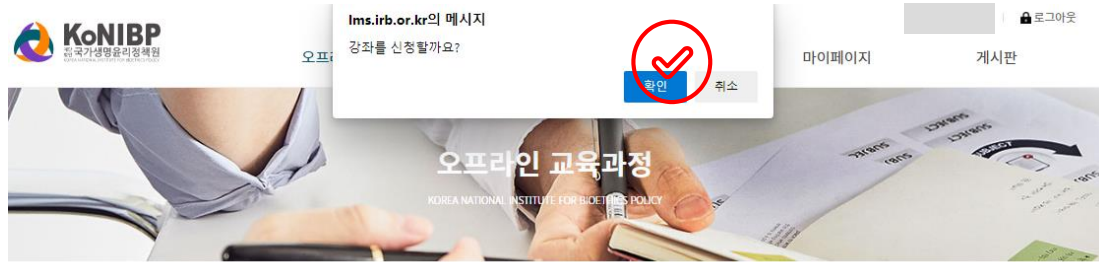 KoNIBP
국가생명윤리정책원
KOREA NATIONAL INSTITUTE FOR BIOETHICS POLICY
lms.irb.or.kr의 메시지
강좌를 신청할까요?
확인
취소
로그아웃
오프
마이페이지
게시판
오프라인 교육과정
KOREA NATIONAL INSTITUTE FOR BIOETHICS POLICY
SUBJECT
SUBJECT
SUBJECT